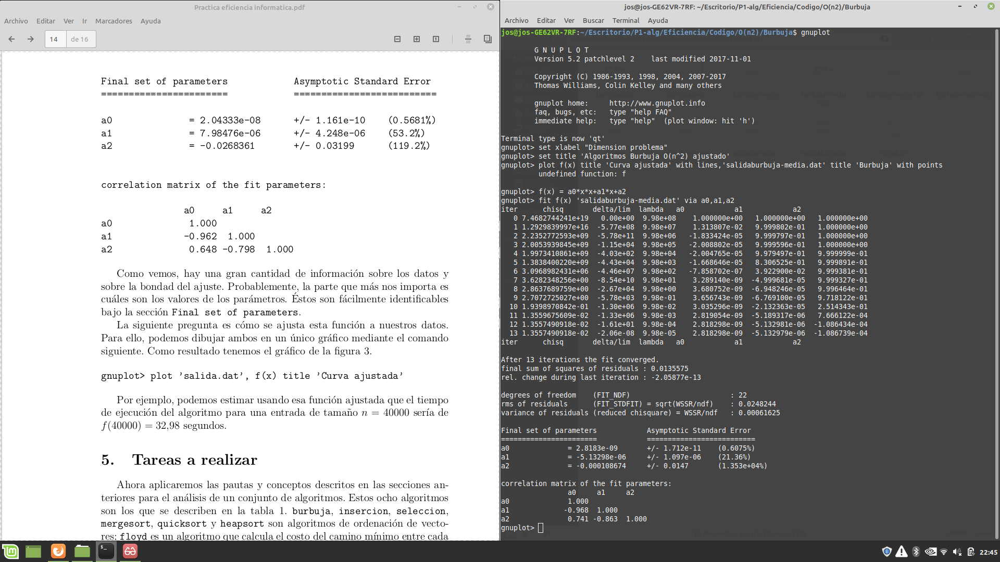 Practica eficiencia informatica.pdf
Archivo Editar Ver Ir Marcadores Ayuda
14 de 16
Final set of parameters Asymptotic Standard Error
======================= ==========================
a0 = 2.04333e-08 +/- 1.161e-10 (0.5681%)
a1 = 7.98476e-06 +/- 4.248e-06 (53.2%)
a2 = -0.0268361 +/- 0.03199 (119.2%)
correlation matrix of the fit parameters:
a0 a1 a2
a0 1.000
a1 -0.962 1.000
a2 0.648 -0.798 1.000
Como vemos, hay una gran cantidad de información sobre los datos y
sobre la bondad del ajuste. Probablemente, la parte que más nos importa es
cuáles son los valores de los parámetros. Éstos son fácilmente identificables
bajo la sección Final set of parameters.
La siguiente pregunta es cómo se ajusta esta función a nuestros datos.
Para ello, podemos dibujar ambos en un único gráfico mediante el comando
siguiente. Como resultado tenemos el gráfico de la figura 3.
gnuplot> plot ’salida.dat’, f(x) title ’Curva ajustada’
Por ejemplo, podemos estimar usando esa función ajustada que el tiempo
de ejecución del algoritmo para una entrada de tamaño n = 40000 sería de
f(40000) = 32,98 segundos.
5. Tareas a realizar
Ahora aplicaremos las pautas y conceptos descritos en las secciones an-
teriores para el análisis de un conjunto de algoritmos. Estos ocho algoritmos
son los que se describen en la tabla 1. burbuja, insercion, seleccion,
mergesort, quicksort y heapsort son algoritmos de ordenación de vecto-
res; floyd es un algoritmo que calcula el costo del camino mínimo entre cada
jos@jos-GE62VR-7RF: ~/Escritorio/P1-alg/Eficiencia/Codigo/O(n2)/Burbuja
Archivo Editar Ver Buscar Terminal Ayuda
jos@jos-GE62VR-7RF:~/Escritorio/P1-alg/Eficiencia/Codigo/O(n2)/Burbuja$ gnuplot
G N U P L O T
Version 5.2 patchlevel 2 last modified 2017-11-01
Copyright (C) 1986-1993, 1998, 2004, 2007-2017
Thomas Williams, Colin Kelley and many others
gnuplot home: http://www.gnuplot.info
faq, bugs, etc: type "help FAQ"
immediate help: type "help" (plot window: hit 'h')
Terminal type is now 'qt'
gnuplot> set xlabel "Dimension problema"
gnuplot> set title 'Algoritmos Burbuja O(n^2) ajustado'
gnuplot> plot f(x) title 'Curva ajustada' with lines,'salidaburbuja-media.dat' title 'Burbuja' with points
undefined function: f
gnuplot> f(x) = a0*x*x+a1*x+a2
gnuplot> fit f(x) 'salidaburbuja-media.dat' via a0,a1,a2
iter chisq delta/lim lambda a0 a1 a2
0 7.4682744241e+19 0.00e+00 9.98e+08 1.000000e+00 1.000000e+00 1.000000e+00
1 1.2929839997e+16 -5.77e+08 9.98e+07 1.313807e-02 9.999802e-01 1.000000e+00
2 2.2352772593e+09 -5.78e+11 9.98e+06 -1.833424e-05 9.999797e-01 1.000000e+00
3 2.0053939845e+09 -1.15e+04 9.98e+05 -2.008802e-05 9.999596e-01 1.000000e+00
4 1.9973410861e+09 -4.03e+02 9.98e+04 -2.004765e-05 9.979497e-01 9.999999e-01
5 1.3838400220e+09 -4.43e+04 9.98e+03 -1.668646e-05 8.306525e-01 9.999891e-01
6 3.0968982431e+06 -4.46e+07 9.98e+02 -7.858702e-07 3.922900e-02 9.999381e-01
7 3.6282348256e+00 -8.54e+10 9.98e+01 3.289140e-09 -4.999681e-05 9.999327e-01
8 2.8637689759e+00 -2.67e+04 9.98e+00 3.680752e-09 -6.948246e-05 9.996464e-01
9 2.7072725027e+00 -5.78e+03 9.98e-01 3.656743e-09 -6.769100e-05 9.718122e-01
10 1.9398970842e-01 -1.30e+06 9.98e-02 3.035296e-09 -2.132363e-05 2.514343e-01
11 1.3559675609e-02 -1.33e+06 9.98e-03 2.819054e-09 -5.189317e-06 7.666122e-04
12 1.3557490918e-02 -1.61e+01 9.98e-04 2.818298e-09 -5.132981e-06 -1.086434e-04
13 1.3557490918e-02 -2.06e-08 9.98e-05 2.818298e-09 -5.132979e-06 -1.086739e-04
iter chisq delta/lim lambda a0 a1 a2
After 13 iterations the fit converged.
final sum of squares of residuals : 0.0135575
rel. change during last iteration : -2.05877e-13
degrees of freedom (FIT_NDF) : 22
rms of residuals (FIT_STDFIT) = sqrt(WSSR/ndf) : 0.0248244
variance of residuals (reduced chisquare) = WSSR/ndf : 0.00061625
Final set of parameters Asymptotic Standard Error
======================= ==========================
a0 = 2.8183e-09 +/- 1.712e-11 (0.6075%)
a1 = -5.13298e-06 +/- 1.097e-06 (21.36%)
a2 = -0.000108674 +/- 0.0147 (1.353e+04%)
correlation matrix of the fit parameters:
a0 a1 a2
a0 1.000
a1 -0.968 1.000
a2 0.741 -0.863 1.000
gnuplot>
22:45